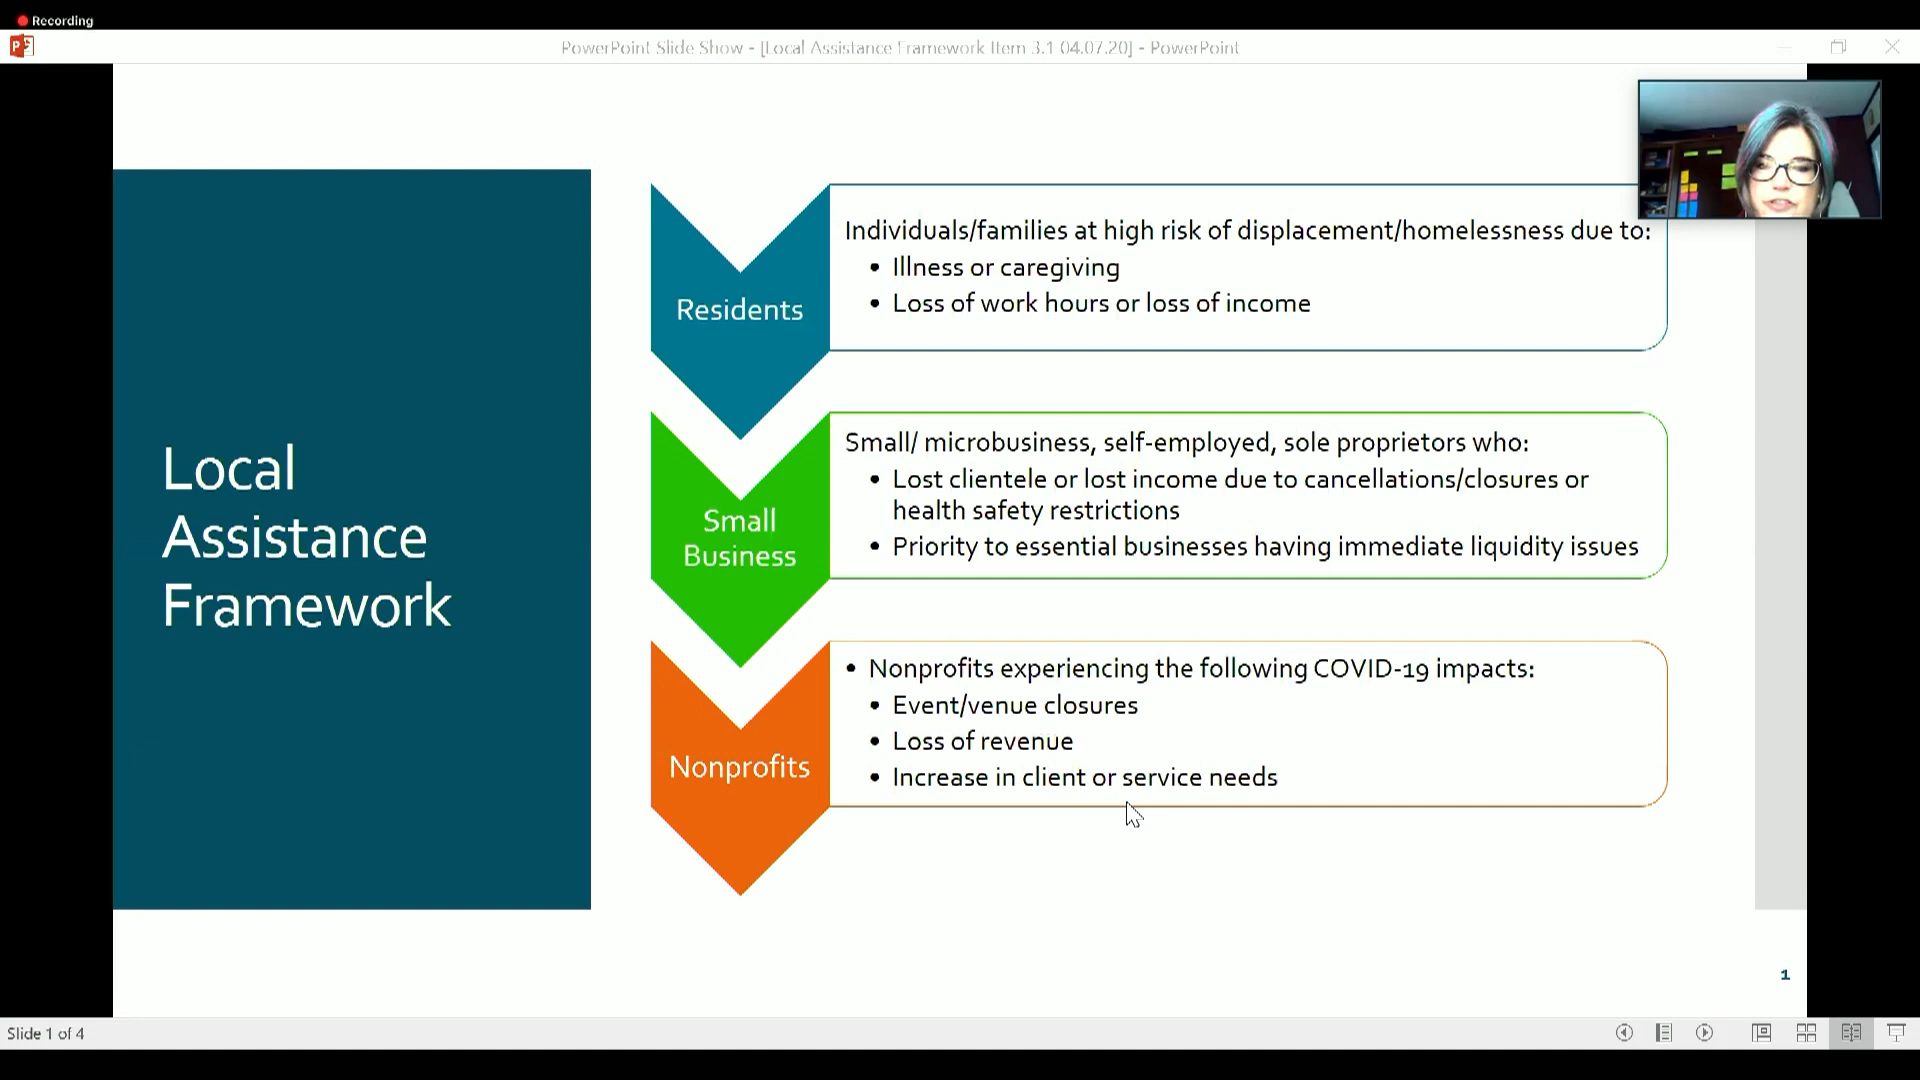 Recording
PowerPoint Slide Show - [Local Assistance Framework Item 3.1 04.07.20] - PowerPoint
Local
Assistance
Framework
Residents
Individuals/families at high risk of displacement/homelessness due to:
• Illness or caregiving
• Loss of work hours or loss of income
Small
Business
Small/ microbusiness, self-employed, sole proprietors who:
• Lost clientele or lost income due to cancellations/closures or
health safety restrictions
• Priority to essential businesses having immediate liquidity issues
Nonprofits
• Nonprofits experiencing the following COVID-19 impacts:
• Event/venue closures
• Loss of revenue
• Increase in client or service needs
1
Slide 1 of 4